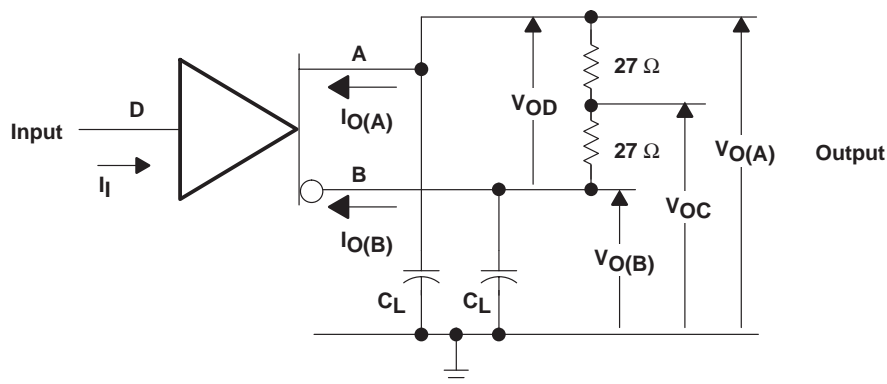 A
27 Ω
D
I_O(A)
V_OD
V_O(A)
Input
27 Ω
Output
B
I_I
V_OC
I_O(B)
V_O(B)
C_L
C_L